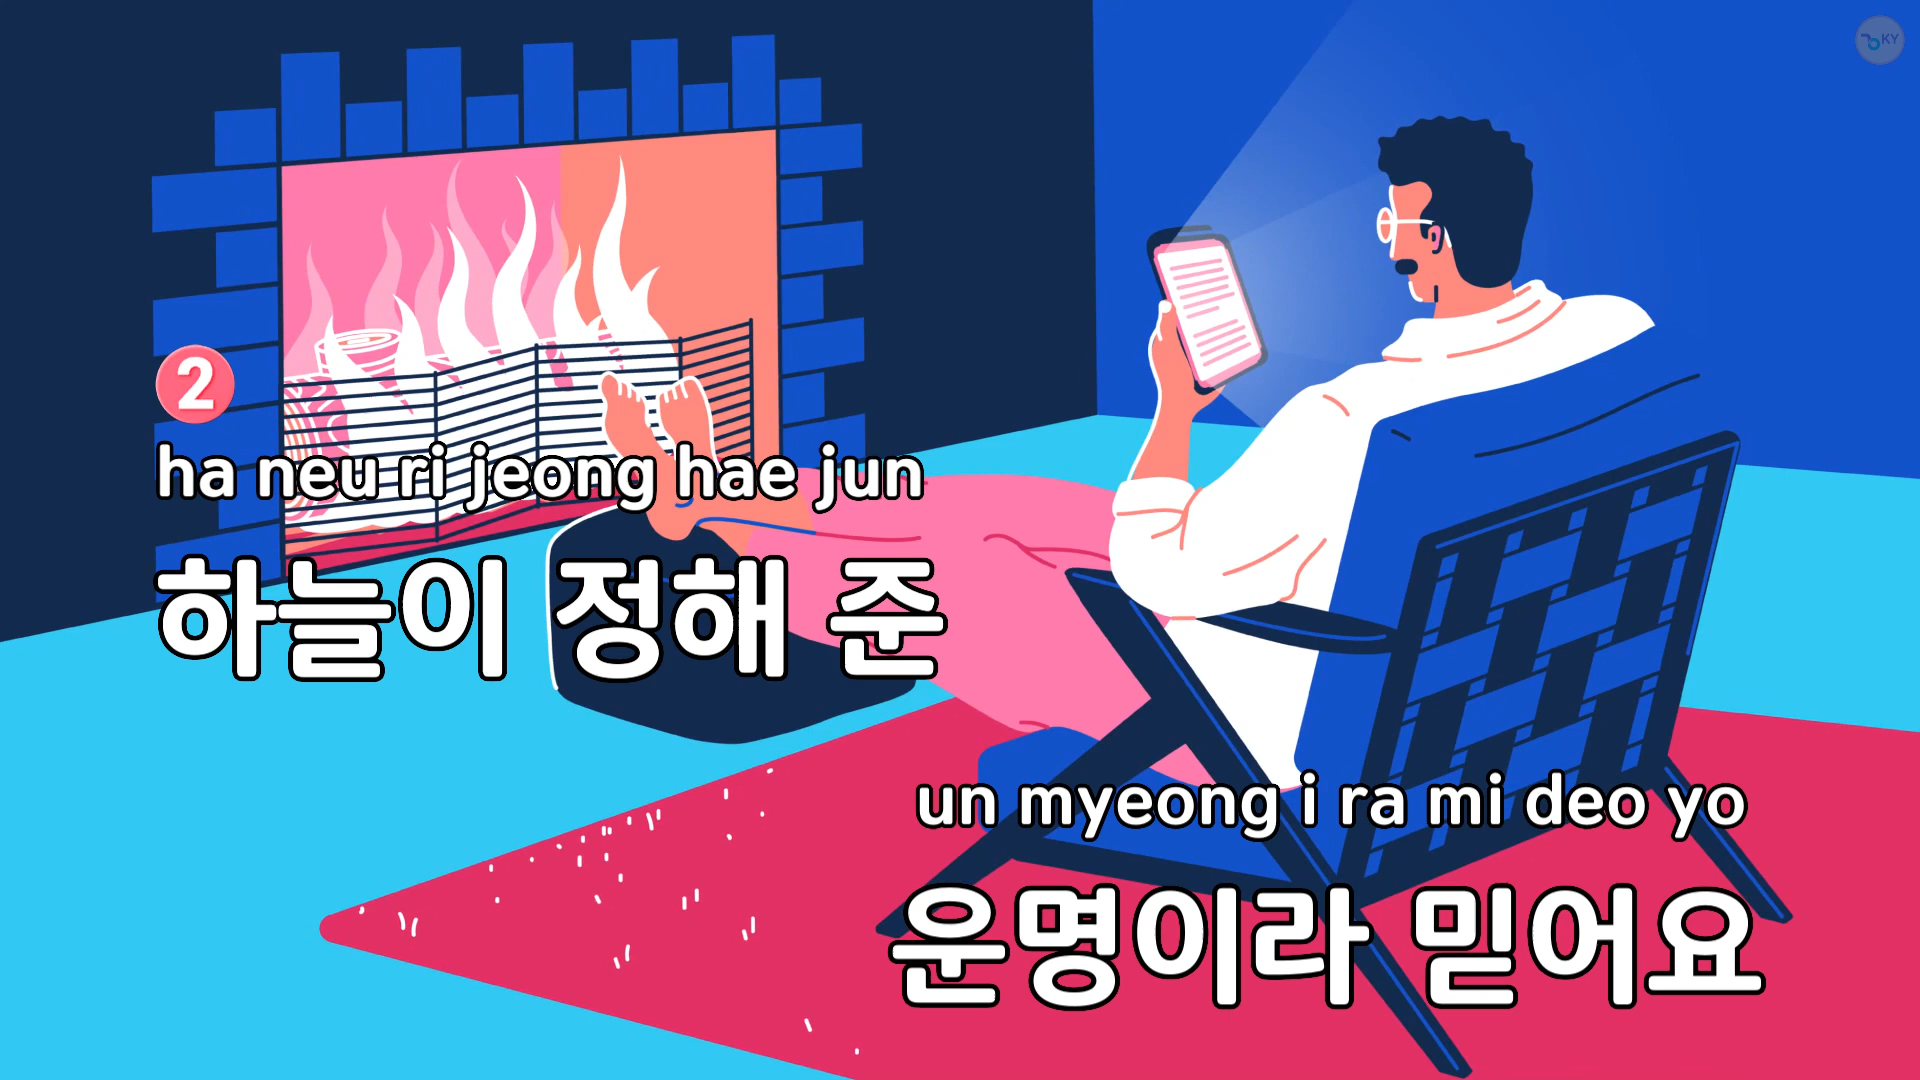 KY
2
ha neu ri jeong hae jun
하늘이 정해 준
un myeong i ra mi deo yo
운명이라 믿어요